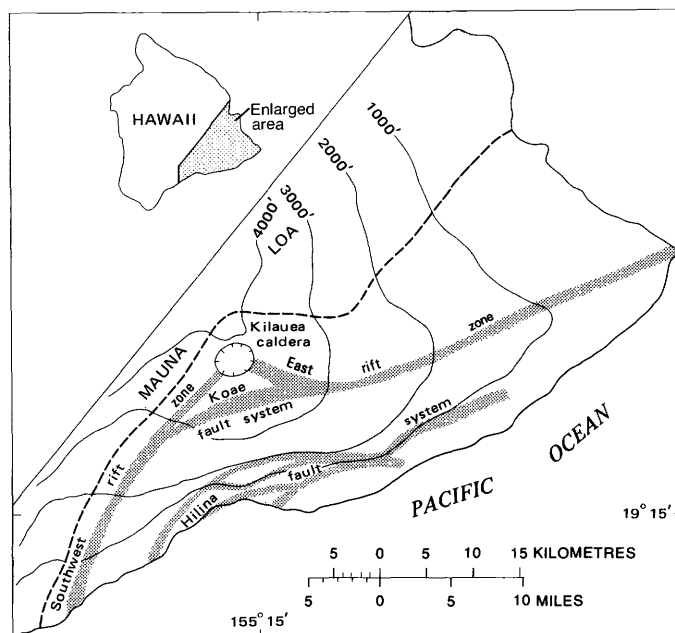 HAWAII
Enlarged
area
1000'
2000'
3000'
4000'
LOA
MAUNA
Kilauea
caldera
East
rift
zone
zone
rift
Southwest
Koae
fault system
Hilina
fault
system
PACIFIC
OCEAN
19° 15'
5 0 5 10 15 KILOMETRES
5 0 5 10 MILES
155° 15'